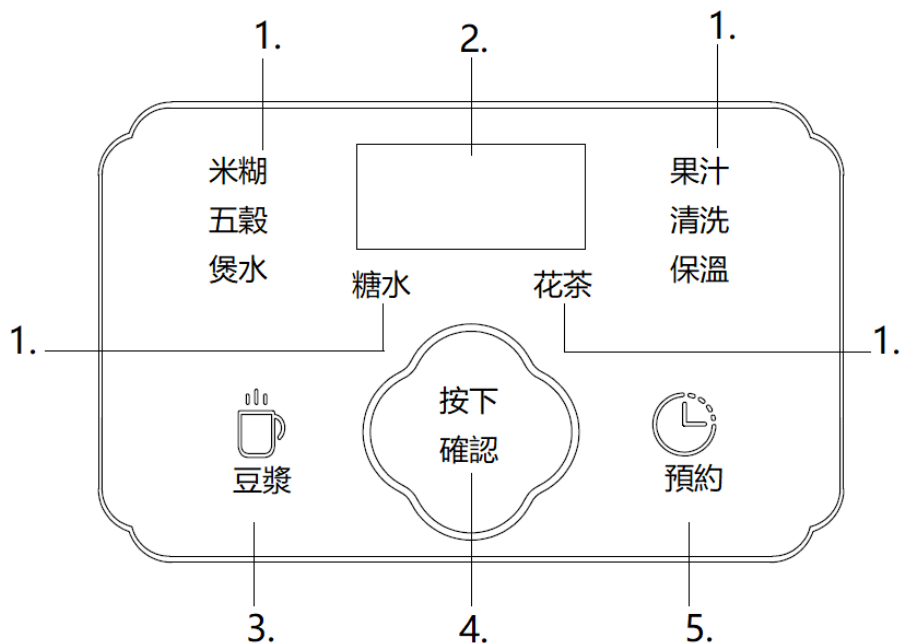 1.
2.
1.
米糊
果汁
五穀
清洗
煲水
保溫
糖水
花茶
1.
1.
按下
確認
豆漿
預約
3.
4.
5.